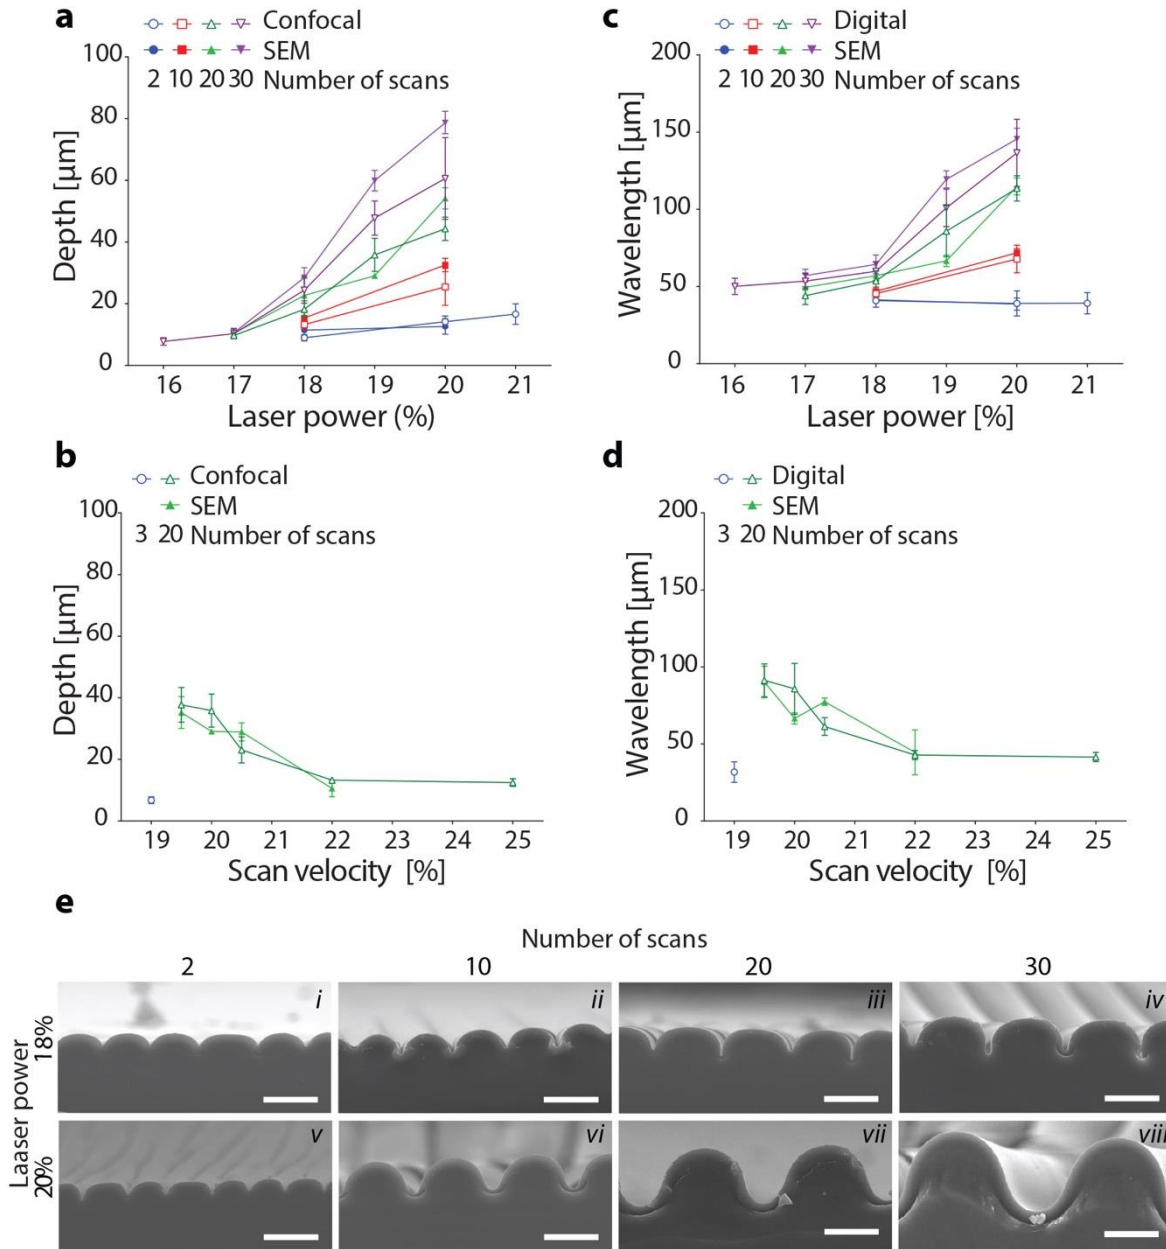 a
Confocal
SEM
2 10 20 30 Number of scans
100
80
60
40
20
0
Depth [µm]
16 17 18 19 20 21
Laser power (%)
c
Digital
SEM
2 10 20 30 Number of scans
200
150
100
50
0
Wavelength [µm]
16 17 18 19 20 21
Laser power [%]
b
Confocal
SEM
3 20 Number of scans
100
80
60
40
20
0
Depth [µm]
19 20 21 22 23 24 25
Scan velocity [%]
d
Digital
SEM
3 20 Number of scans
200
150
100
50
0
Wavelength [µm]
19 20 21 22 23 24 25
Scan velocity [%]
e
Number of scans
2 10 20 30
Laaser power
18%
i ii iii iv
20%
v vi vii viii